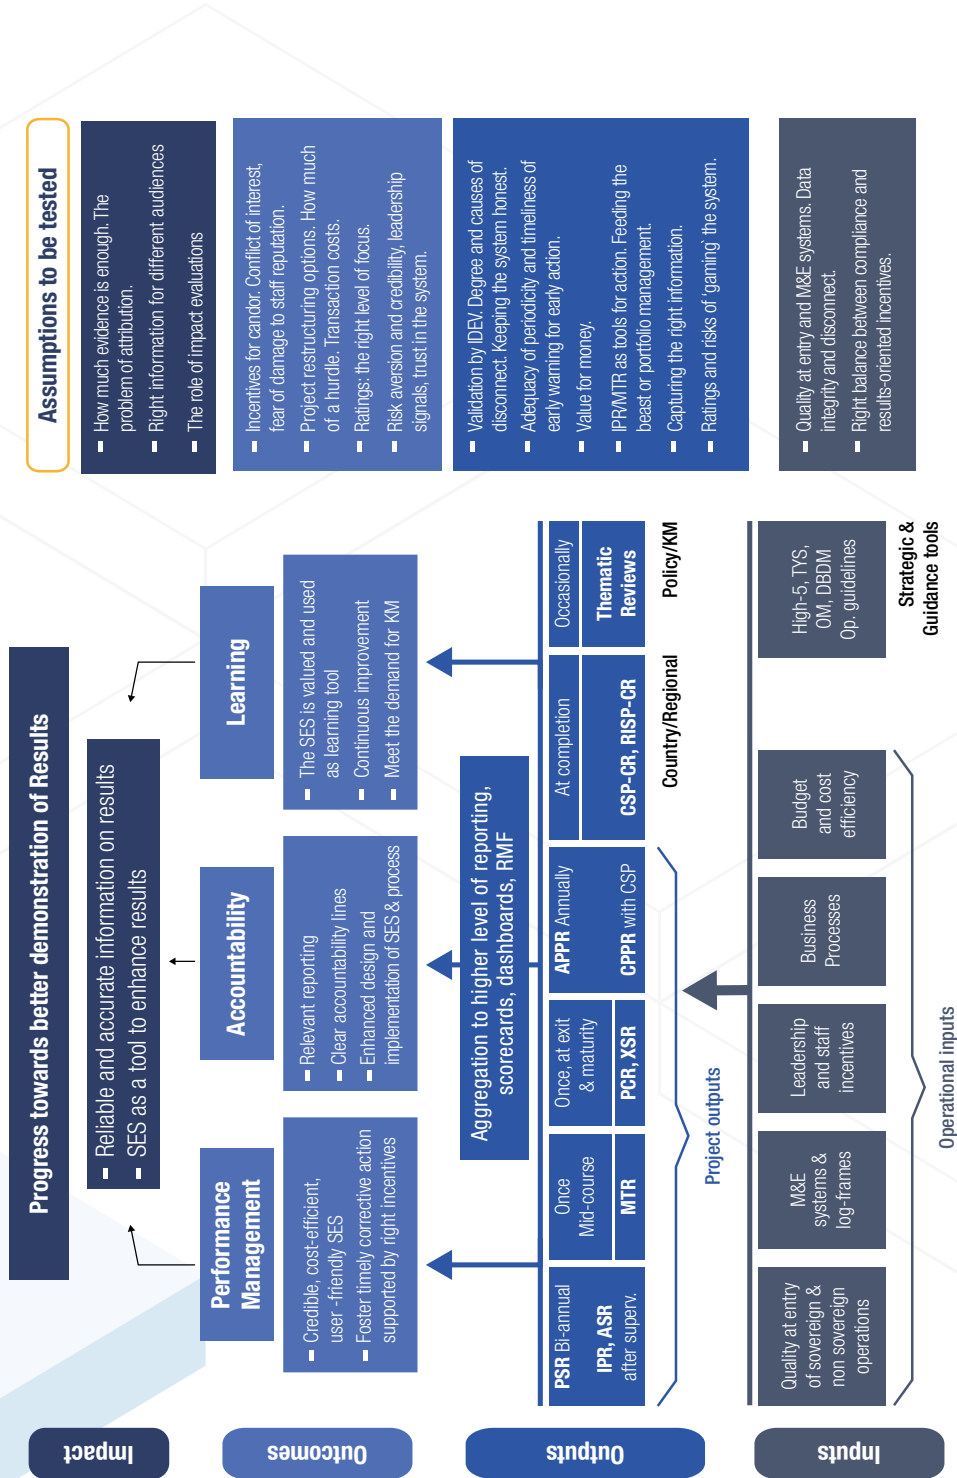 Impact
Progress towards better demonstration of Results
Reliable and accurate information on results
SES as a tool to enhance results
Assumptions to be tested
How much evidence is enough. The
problem of attribution.
Right information for different audiences
The role of impact evaluations
Outcomes
Performance
Management
Credible, cost-efficient,
user -friendly SES
Foster timely corrective action
supported by right incentives
Accountability
Relevant reporting
Clear accountability lines
Enhanced design and
implementation of SES & process
Learning
The SES is valued and used
as learning tool
Continuous improvement
Meet the demand for KM
Incentives for candor. Conflict of interest,
fear of damage to staff reputation.
Project restructuring options. How much
of a hurdle. Transaction costs.
Ratings: the right level of focus.
Risk aversion and credibility, leadership
signals, trust in the system.
Outputs
Aggregation to higher level of reporting,
scorecards, dashboards, RMF
PSR Bi-annual
IPR, ASR
after superv.
Once
Mid-course
MTR
Once, at exit
& maturity
PCR, XSR
APPR Annually
CPPR with CSP
At completion
CSP-CR, RISP-CR
Occasionally
Thematic
Reviews
Project outputs
Country/Regional
Policy/KM
Validation by IDEV. Degree and causes of
disconnect. Keeping the system honest.
Adequacy of periodicity and timeliness of
early warning for early action.
Value for money.
IPR/MTR as tools for action. Feeding the
beast or portfolio management.
Capturing the right information.
Ratings and risks of ‘gaming’ the system.
Inputs
Quality at entry
of sovereign &
non sovereign
operations
M&E
systems &
log-frames
Leadership
and staff
incentives
Business
Processes
Budget
and cost
efficiency
High-5, TYS,
OM, DBDM
Op. guidelines
Operational inputs
Strategic &
Guidance tools
Quality at entry and M&E systems. Data
integrity and disconnect.
Right balance between compliance and
results-oriented incentives.